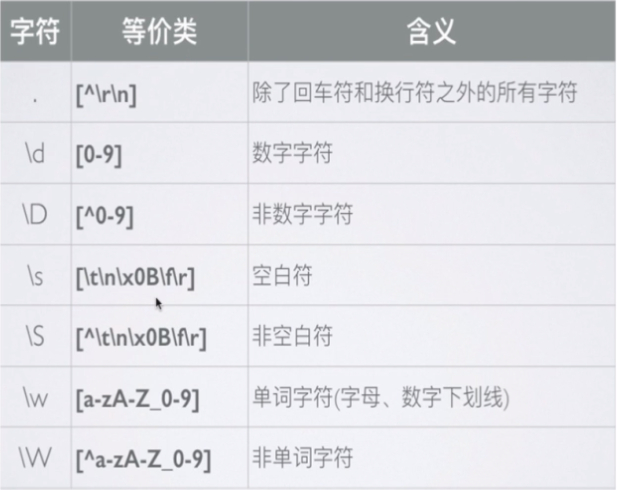 字符 等价类 含义
. [^\r\n] 除了回车符和换行符之外的所有字符
\d [0-9] 数字字符
\D [^0-9] 非数字字符
\s [\t\n\x0B\f\r] 空白符
\S [^\t\n\x0B\f\r] 非空白符
\w [a-zA-Z_0-9] 单词字符(字母、数字下划线)
\W [^a-zA-Z_0-9] 非单词字符